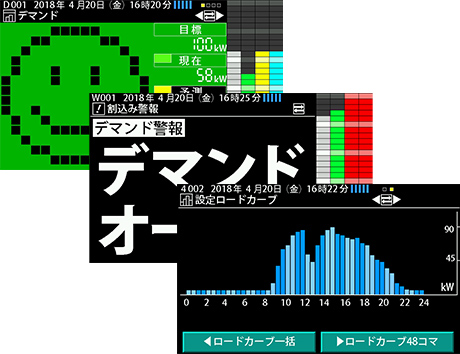 D001 2018年 4月20日（金）16時20分
デマンド
目標
100kW
現在
58kW
予測
W001 2018年 4月20日（金）16時25分
割込み警報
デマンド警報
デマンド
オー
4002 2018年 4月20日（金）16時22分
設定ロードカーブ
90
45
kW
0 2 4 6 8 10 12 14 16 18 20 22 24
◀ロードカーブ一括
▶ロードカーブ48コマ